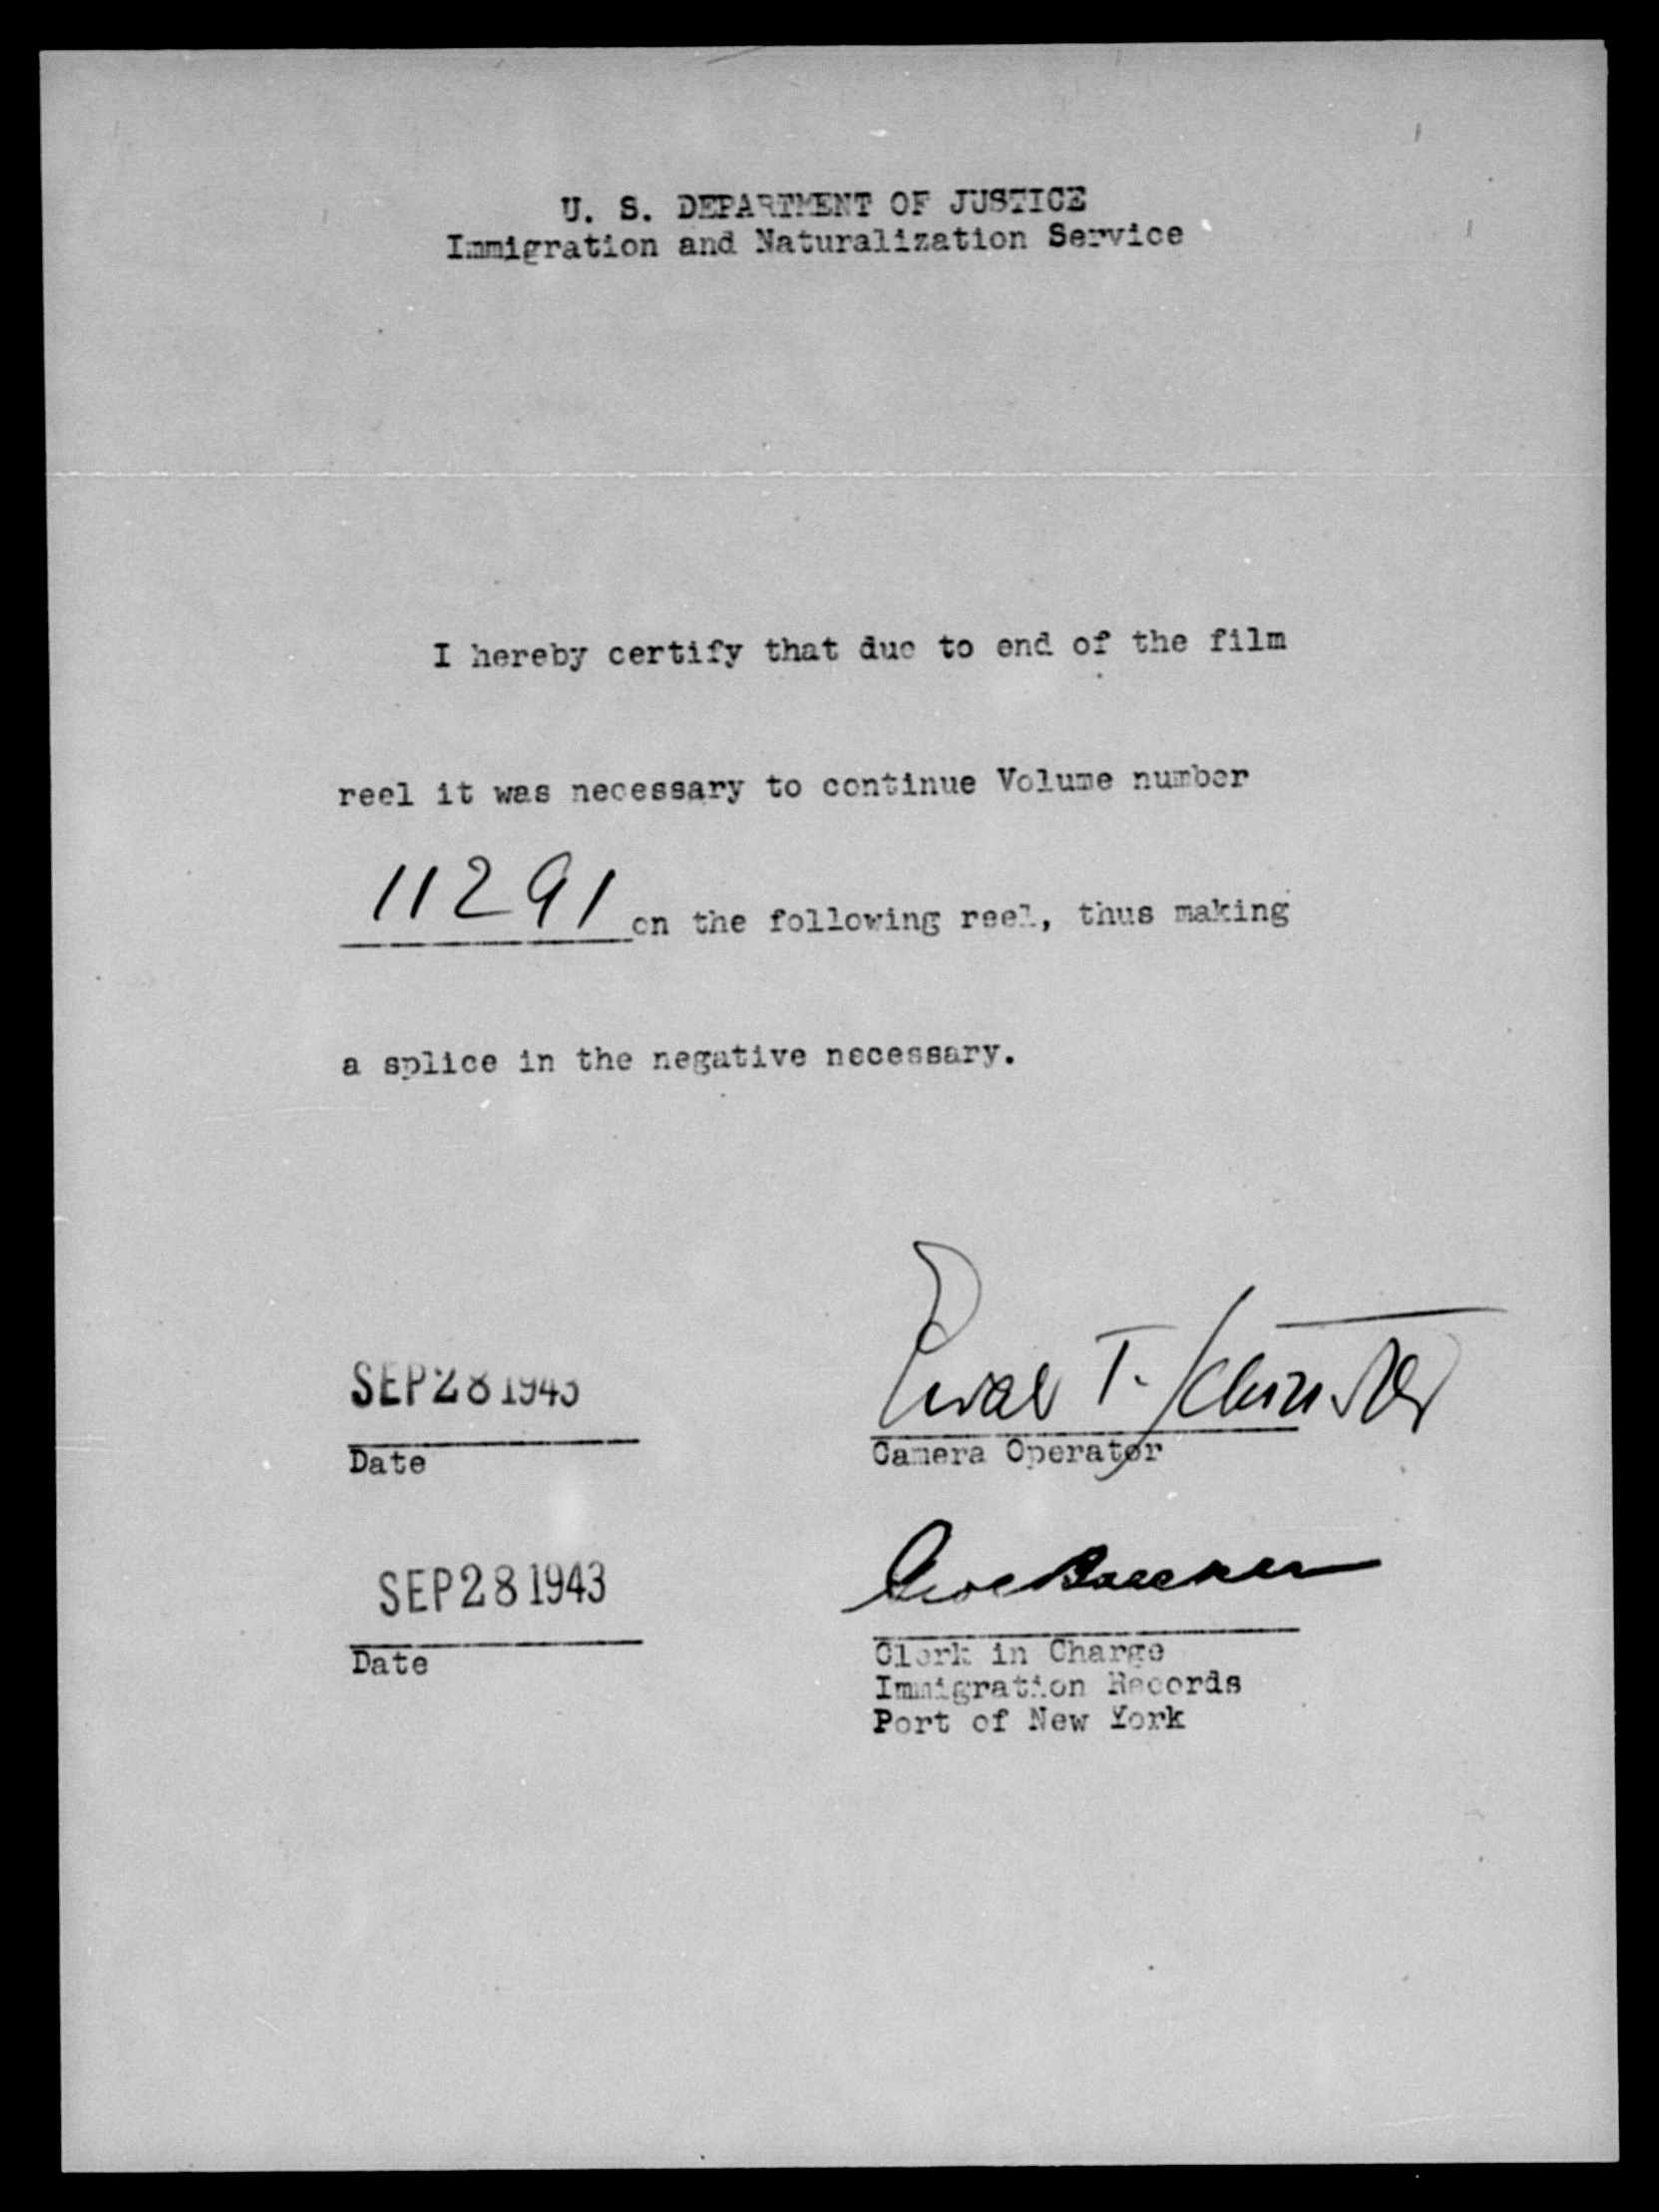 U. S. DEPARTMENT OF JUSTICE
Immigration and Naturalization Service
I hereby certify that due to end of the film
reel it was necessary to continue Volume number
11291 on the following reel, thus making
a splice in the negative necessary.
SEP 28 1943
Date
T.
Camera Operator
SEP 28 1943
Date
Clerk in Charge
Immigration Records
Port of New York